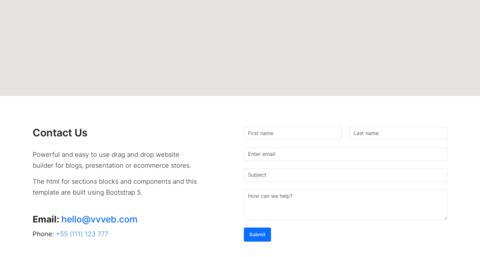 Contact Us
Powerful and easy to use drag and drop website
builder for blogs, presentation or ecommerce stores.
The html for sections blocks and components and this
template are built using Bootstrap 5.
Email: hello@vvveb.com
Phone: +55 (111) 123 777
First name
Last name
Enter email
Subject
How can we help?
Submit